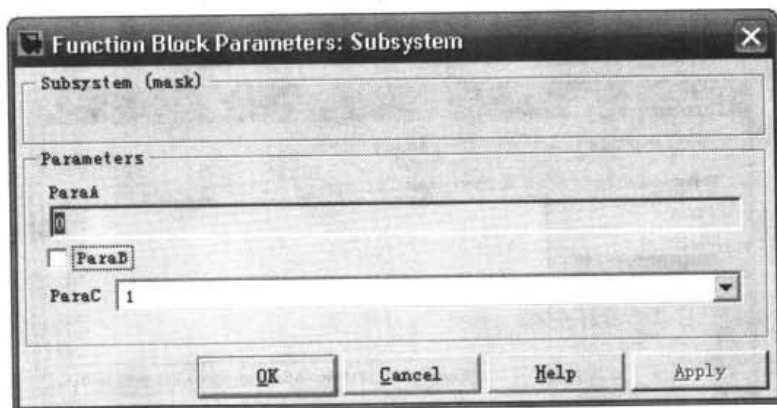 Function Block Parameters: Subsystem
Subsystem (mask)
Parameters
ParaA
0
ParaB
ParaC 1
OK Cancel Help Apply